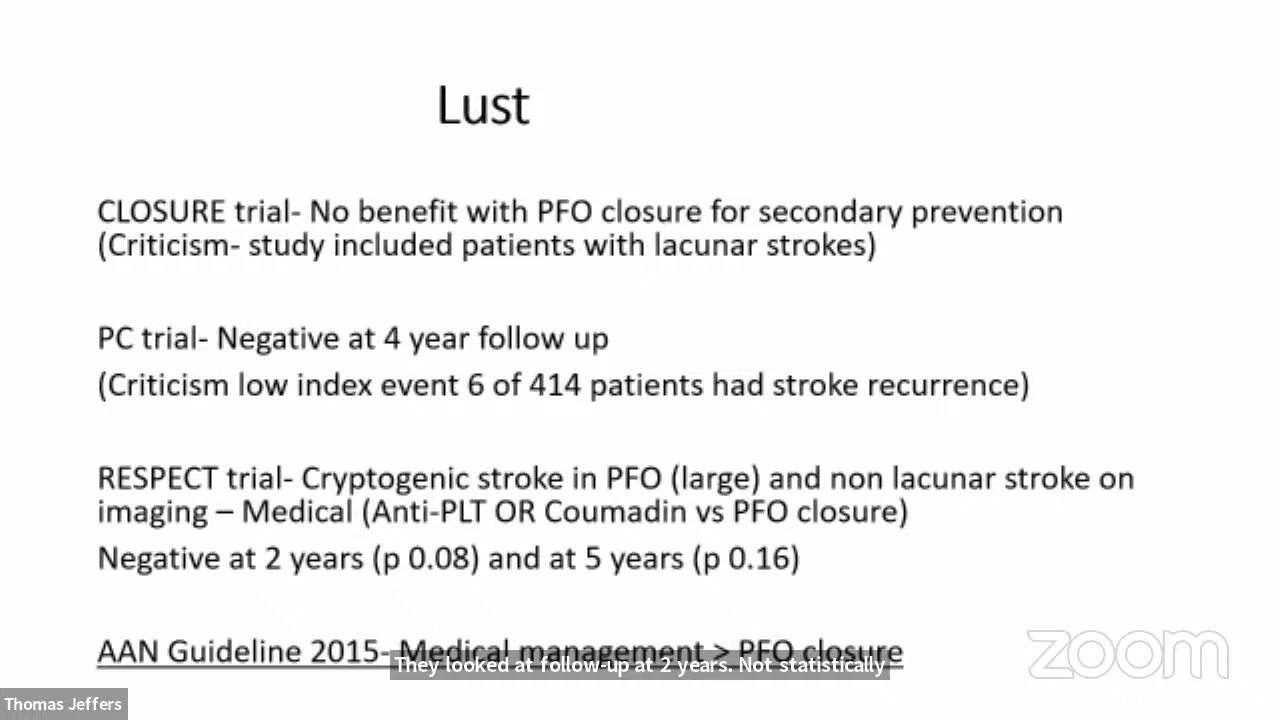 Lust
CLOSURE trial- No benefit with PFO closure for secondary prevention
(Criticism- study included patients with lacunar strokes)
PC trial- Negative at 4 year follow up
(Criticism low index event 6 of 414 patients had stroke recurrence)
RESPECT trial- Cryptogenic stroke in PFO (large) and non lacunar stroke on
imaging – Medical (Anti-PLT OR Coumadin vs PFO closure)
Negative at 2 years (p 0.08) and at 5 years (p 0.16)
AAN Guideline 2015- Medical management > PFO closure
They looked at follow-up at 2 years. Not statistically
zoom
Thomas Jeffers